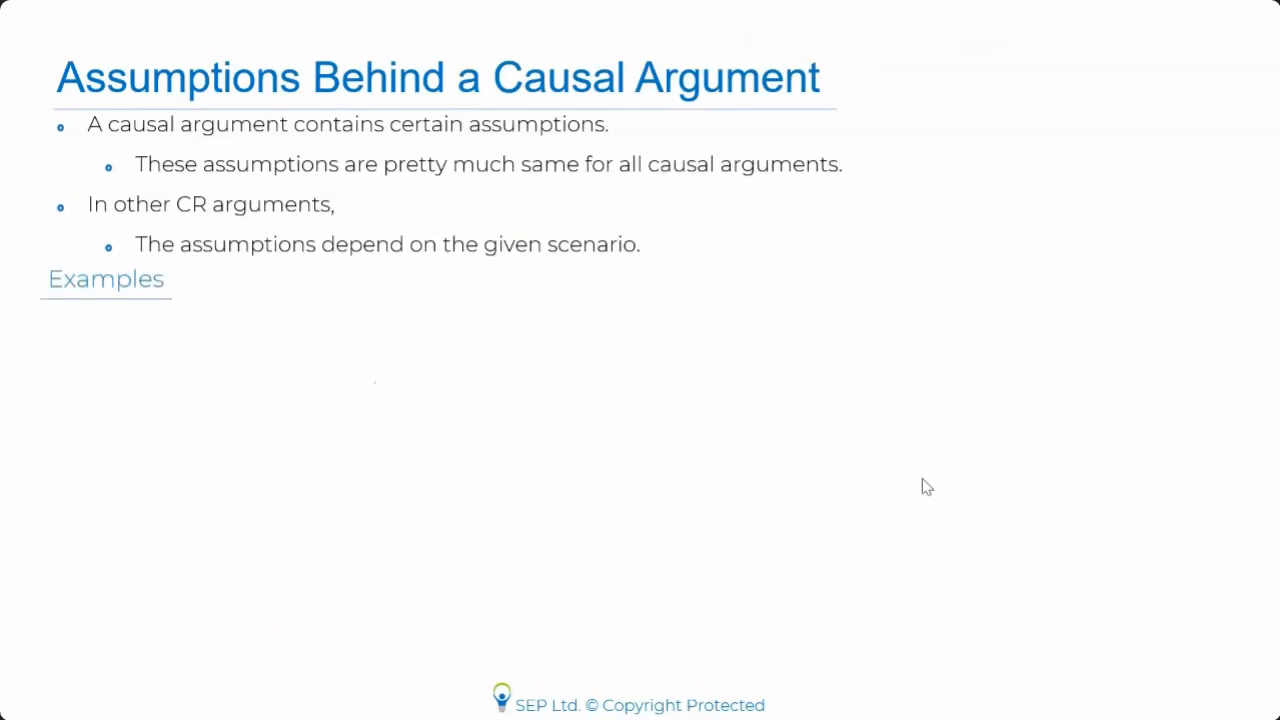 Assumptions Behind a Causal Argument
A causal argument contains certain assumptions.
These assumptions are pretty much same for all causal arguments.
In other CR arguments,
The assumptions depend on the given scenario.
Examples
SEP Ltd. © Copyright Protected